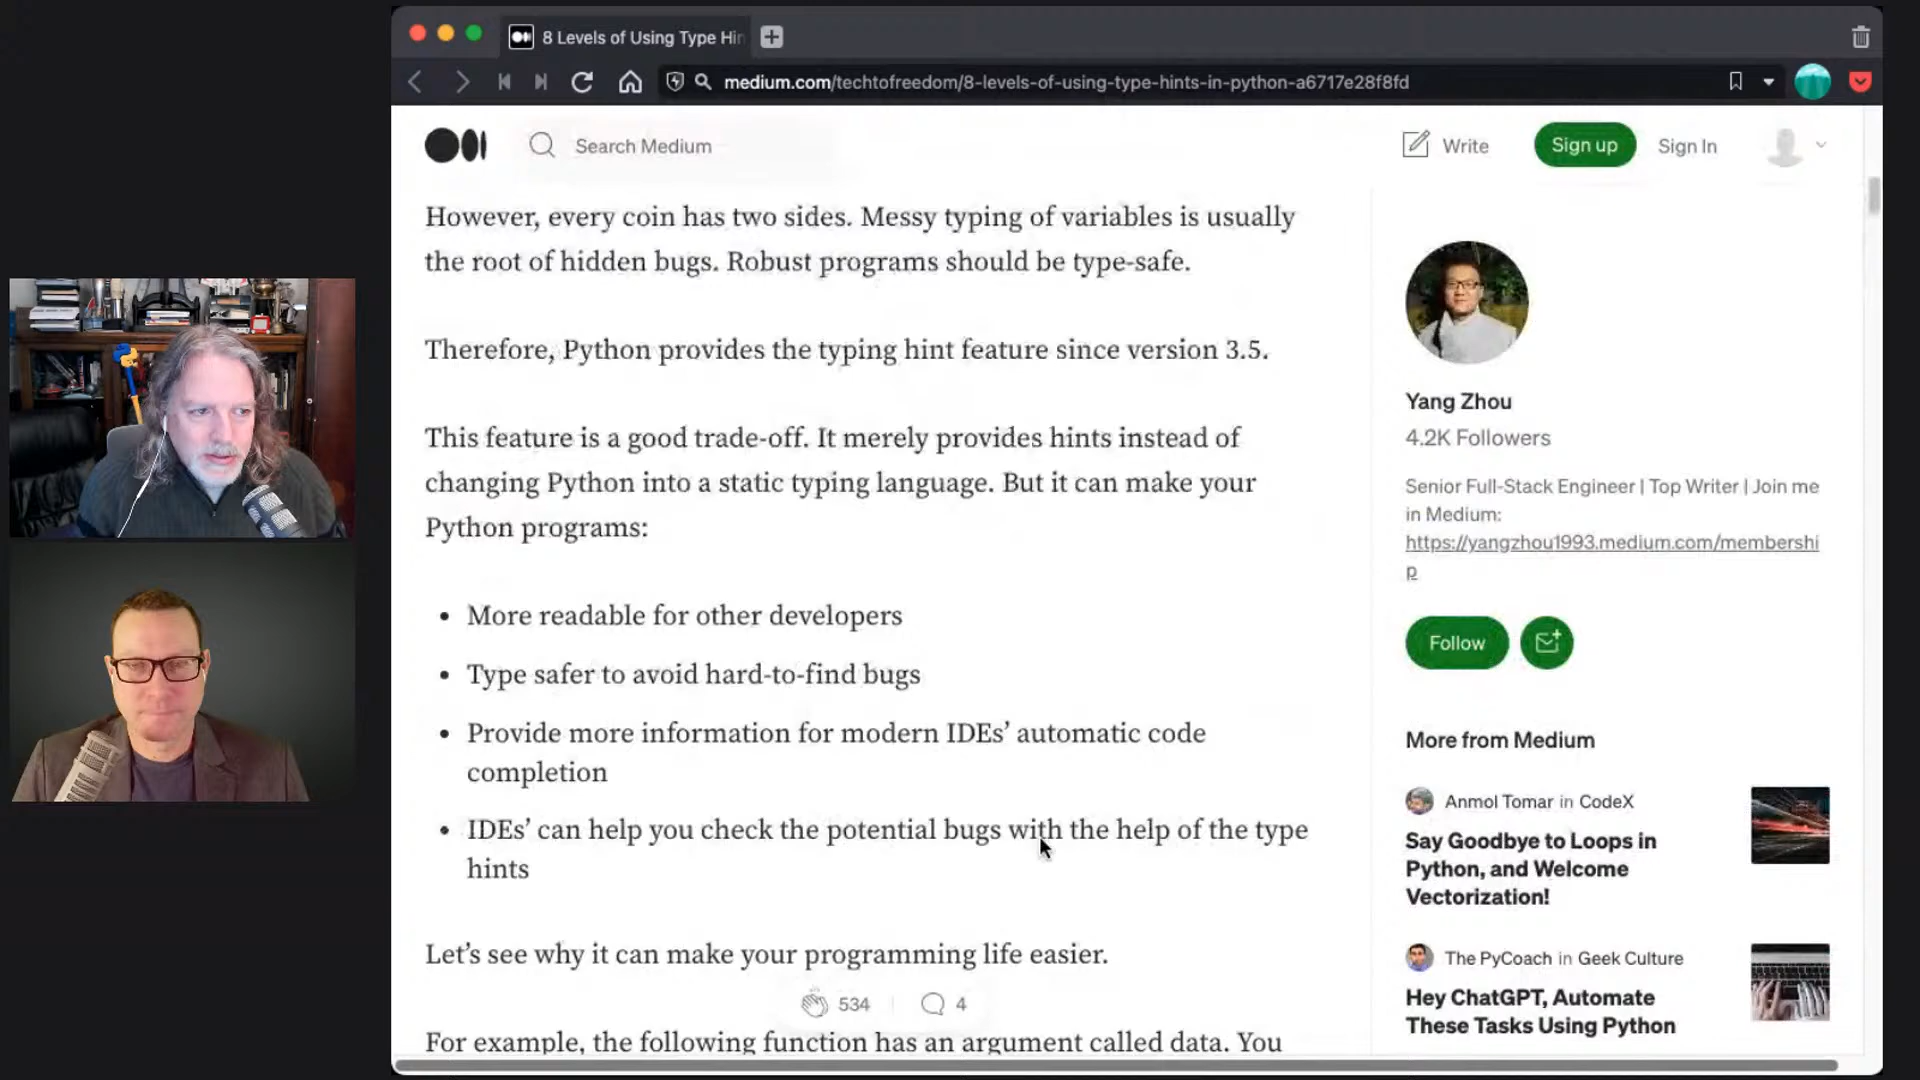 8 Levels of Using Type Hin
medium.com/techtofreedom/8-levels-of-using-type-hints-in-python-a6717e28f8fd
Search Medium
Write
Sign up
Sign In
However, every coin has two sides. Messy typing of variables is usually
the root of hidden bugs. Robust programs should be type-safe.
Therefore, Python provides the typing hint feature since version 3.5.
This feature is a good trade-off. It merely provides hints instead of
changing Python into a static typing language. But it can make your
Python programs:
• More readable for other developers
• Type safer to avoid hard-to-find bugs
• Provide more information for modern IDEs’ automatic code
completion
• IDEs’ can help you check the potential bugs with the help of the type
hints
Let’s see why it can make your programming life easier.
534
4
For example, the following function has an argument called data. You
Yang Zhou
4.2K Followers
Senior Full-Stack Engineer | Top Writer | Join me
in Medium:
https://yangzhou1993.medium.com/membershi
p
Follow
More from Medium
Anmol Tomar in CodeX
Say Goodbye to Loops in
Python, and Welcome
Vectorization!
The PyCoach in Geek Culture
Hey ChatGPT, Automate
These Tasks Using Python